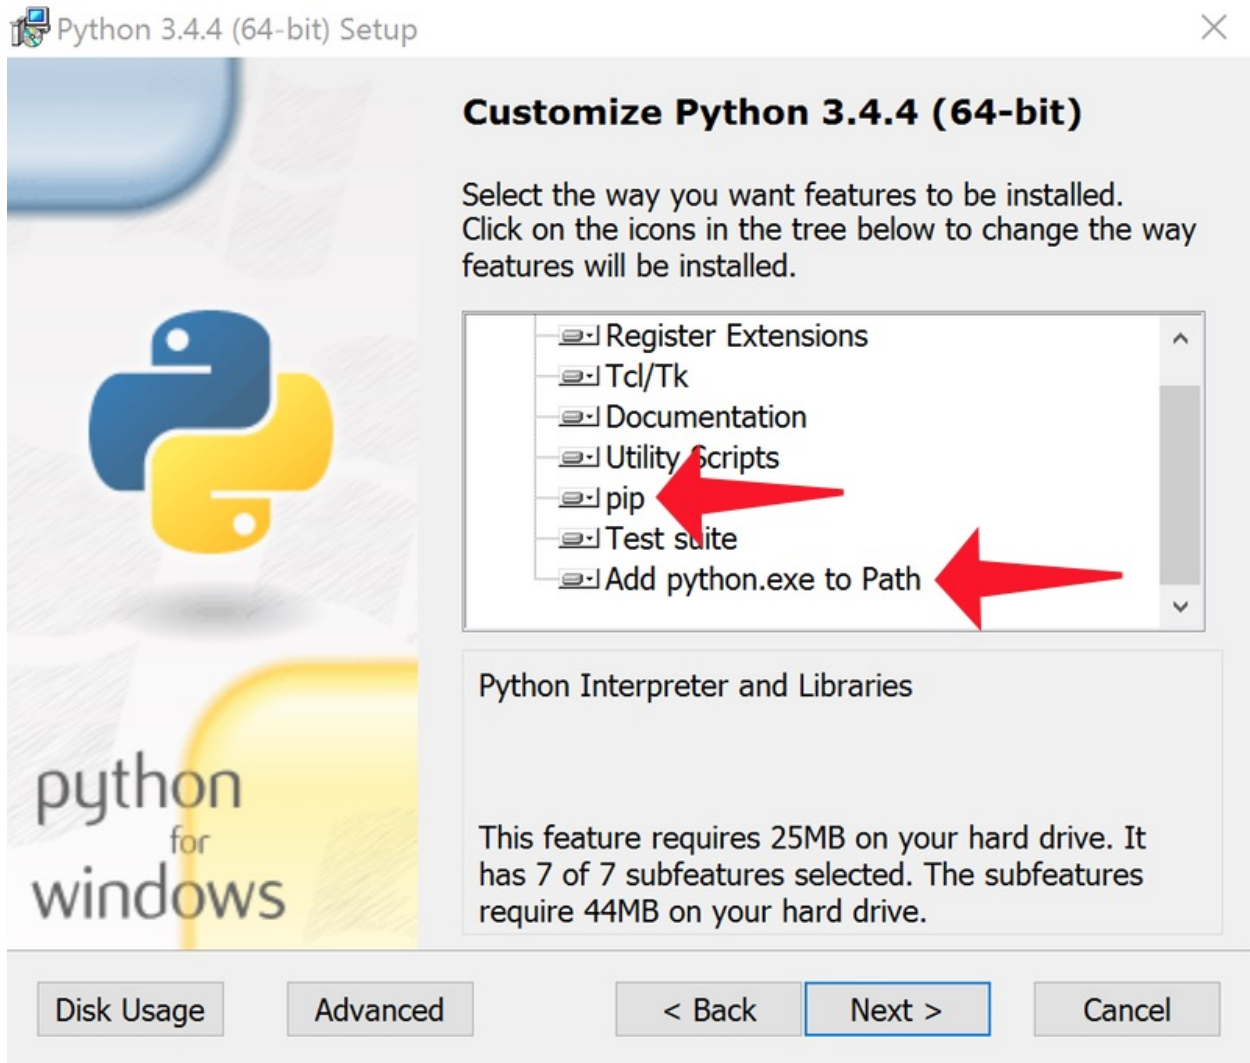 Python 3.4.4 (64-bit) Setup
Customize Python 3.4.4 (64-bit)
Select the way you want features to be installed.
Click on the icons in the tree below to change the way
features will be installed.
Register Extensions
Tcl/Tk
Documentation
Utility Scripts
pip
Test suite
Add python.exe to Path
Python Interpreter and Libraries
This feature requires 25MB on your hard drive. It
has 7 of 7 subfeatures selected. The subfeatures
require 44MB on your hard drive.
python
for
windows
Disk Usage
Advanced
< Back
Next >
Cancel